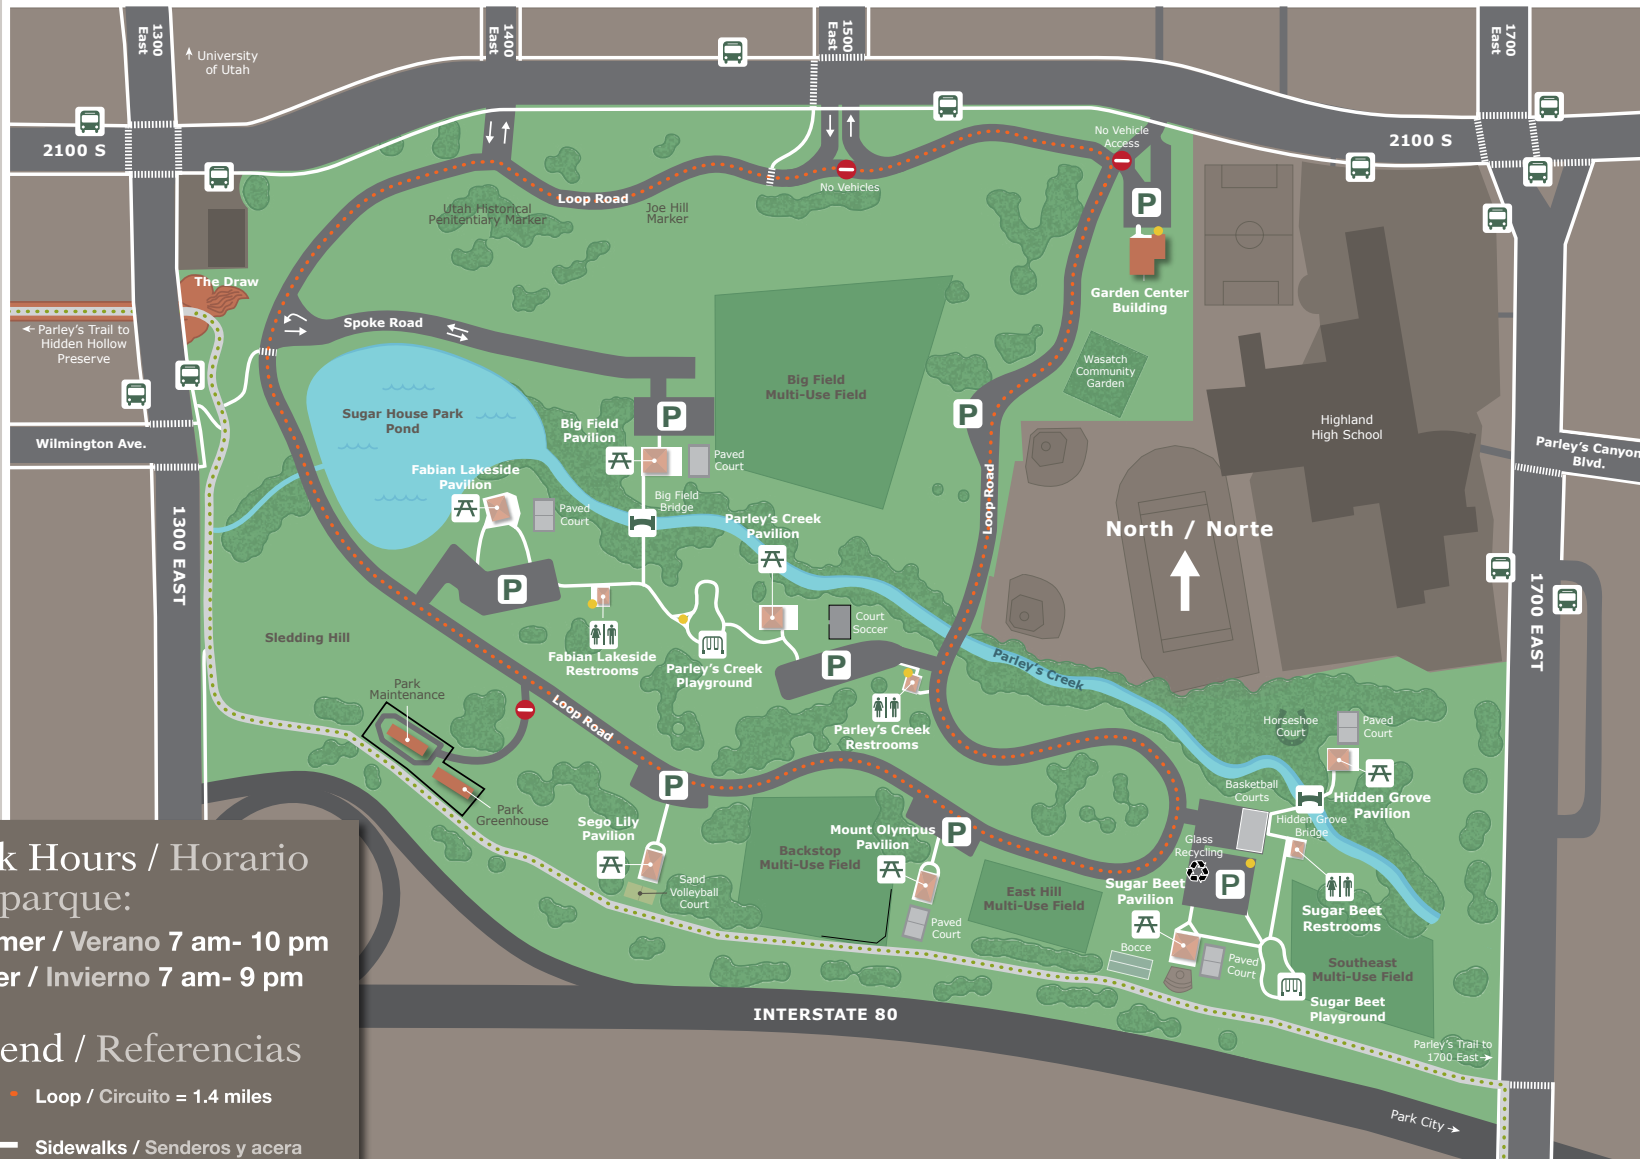 1300
East
1400
East
1500
East
1700
East
University
of Utah
2100 S
2100 S
No Vehicle
Access
No Vehicles
Loop Road
Utah Historical
Penitentiary Marker
Joe Hill
Marker
P
Garden Center
Building
The Draw
Parley's Trail to
Hidden Hollow
Preserve
Spoke Road
Wasatch
Community
Garden
Big Field
Multi-Use Field
P
P
Sugar House Park
Pond
Highland
High School
Wilmington Ave.
Parley's Canyon
Blvd.
Big Field
Pavilion
Paved
Court
Fabian Lakeside
Pavilion
Big Field
Bridge
Paved
Court
Loop Road
Parley's Creek
Pavilion
North / Norte
1300 EAST
1700 EAST
P
Court
Soccer
Sledding Hill
Fabian Lakeside
Restrooms
Parley's Creek
Playground
P
Parley's Creek
Park
Maintenance
Loop Road
Parley's Creek
Restrooms
Horseshoe
Court
Paved
Court
P
Park
Greenhouse
Basketball
Courts
Hidden Grove
Pavilion
Hidden Grove
Bridge
Sego Lily
Pavilion
Mount Olympus
Pavilion
P
Glass
Recycling
Backstop
Multi-Use Field
Sand
Volleyball
Court
East Hill
Multi-Use Field
Sugar Beet
Pavilion
P
Sugar Beet
Restrooms
Paved
Court
Bocce
Paved
Court
Southeast
Multi-Use Field
Sugar Beet
Playground
INTERSTATE 80
Parley's Trail to
1700 East
Park City
k Hours / Horario
parque:
mer / Verano 7 am- 10 pm
er / Invierno 7 am- 9 pm
end / Referencias
Loop / Circuito = 1.4 miles
Sidewalks / Senderos y acera